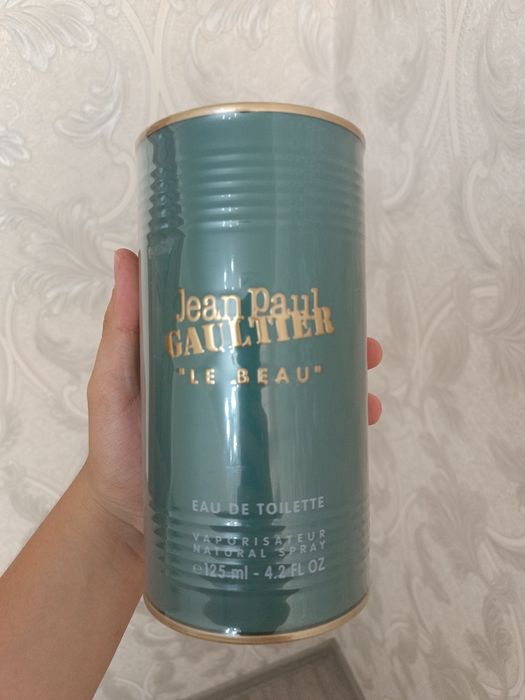 Jean Paul
GAULTIER
"LE BEAU"
EAU DE TOILETTE
VAPORISATEUR
NATURAL SPRAY
℮125 ml - 4.2 FL OZ